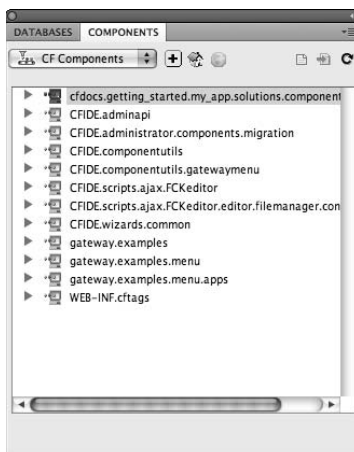 DATABASES COMPONENTS
CF Components
cfdocs.getting_started.my_app.solutions.component
CFIDE.adminapi
CFIDE.administrator.components.migration
CFIDE.componentutils
CFIDE.componentutils.gatewaymenu
CFIDE.scripts.ajax.FCKeditor
CFIDE.scripts.ajax.FCKeditor.editor.filemanager.con
CFIDE.wizards.common
gateway.examples
gateway.examples.menu
gateway.examples.menu.apps
WEB-INF.cftags